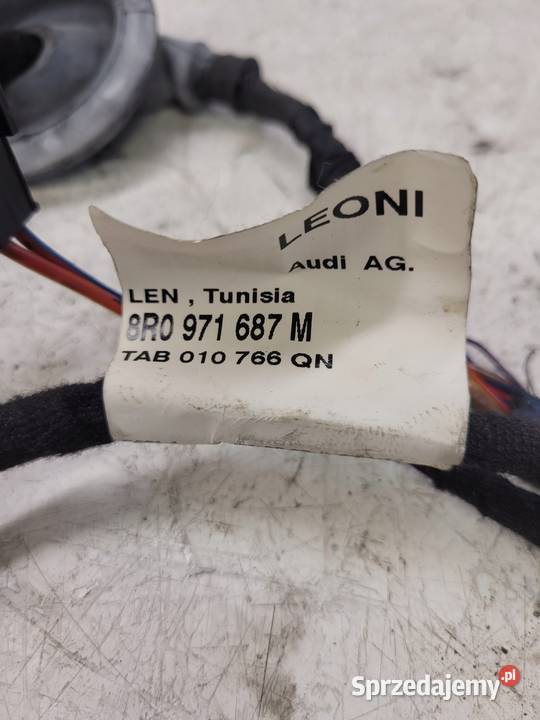 LEONI
Audi AG.
LEN , Tunisia
8R0 971 687 M
TAB 010 766 QN
Sprzedajemy.pl